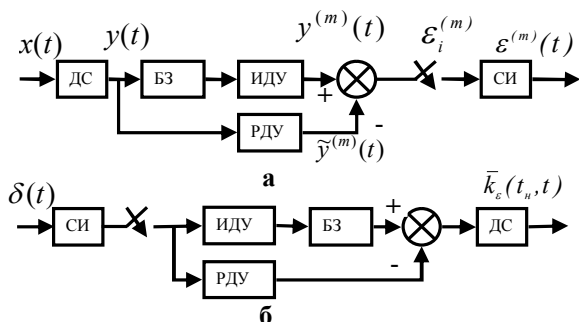 x(t) y(t) y^{(m)}(t) ε_i^{(m)} ε^{(m)}(t)
ДС БЗ ИДУ СИ
+
РДУ -
ỹ^{(m)}(t)
а
δ(t) k̄_ε(t_н,t)
СИ ИДУ БЗ + ДС
РДУ -
б